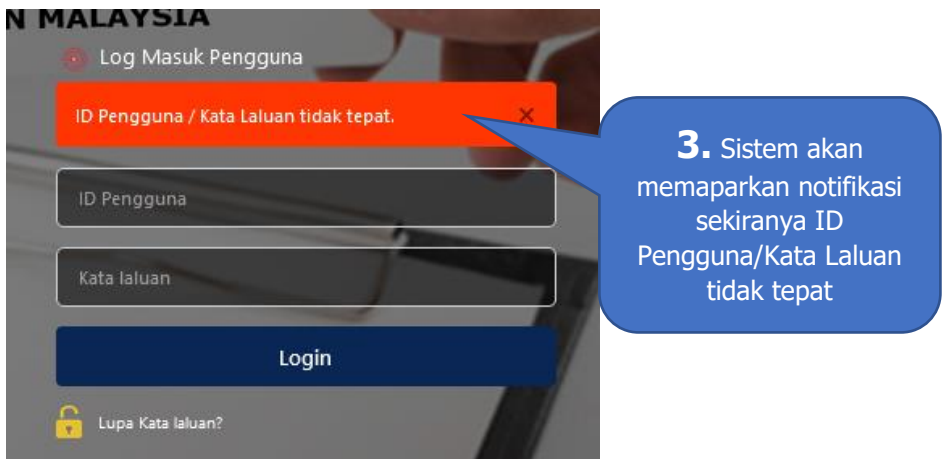 N MALAYSIA
Log Masuk Pengguna
ID Pengguna / Kata Laluan tidak tepat.
ID Pengguna
Kata laluan
Login
Lupa Kata laluan?
3. Sistem akan
memaparkan notifikasi
sekiranya ID
Pengguna/Kata Laluan
tidak tepat